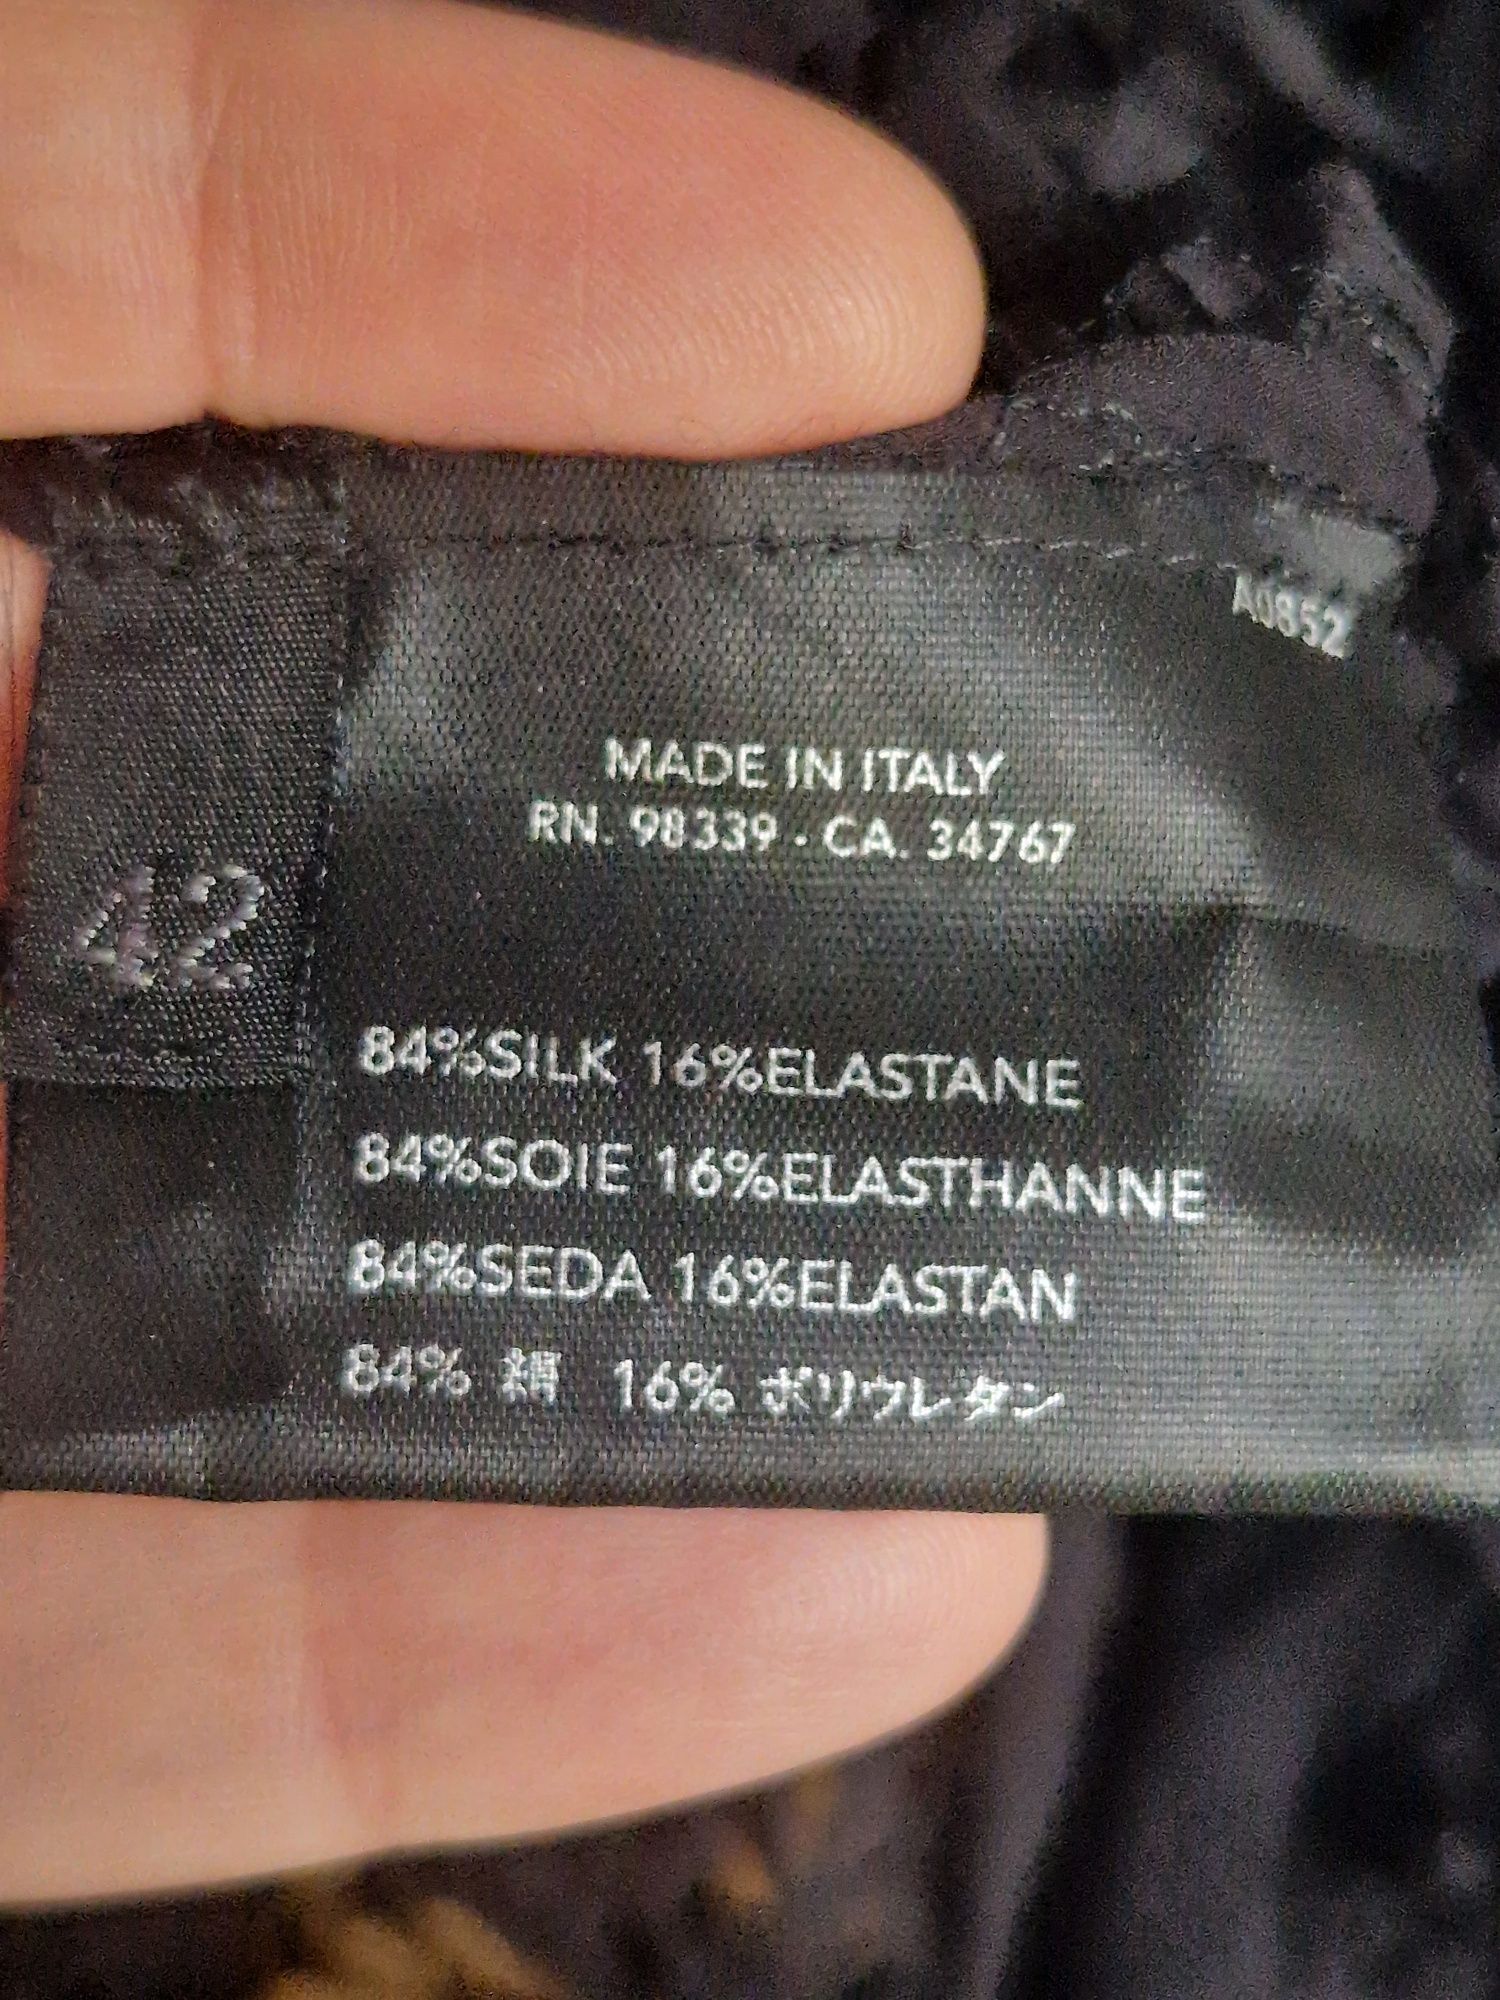 A0852
MADE IN ITALY
RN. 98339 · CA. 34767
42
84%SILK 16%ELASTANE
84%SOIE 16%ELASTHANNE
84%SEDA 16%ELASTAN
84% 絹 16% ポリウレタン